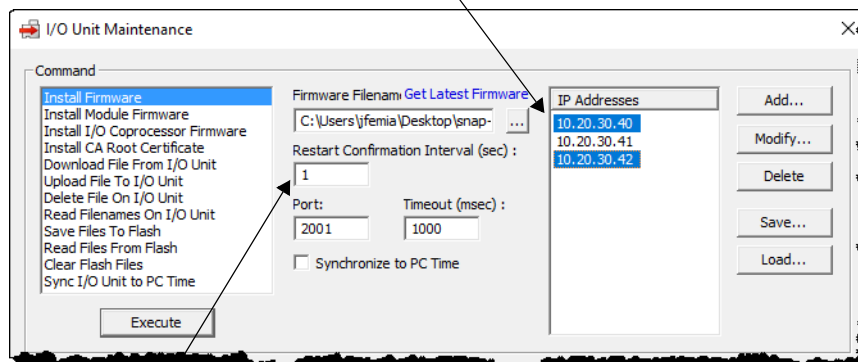 I/O Unit Maintenance
Command
Install Firmware
Install Module Firmware
Install I/O Coprocessor Firmware
Install CA Root Certificate
Download File From I/O Unit
Upload File To I/O Unit
Delete File On I/O Unit
Read Filenames On I/O Unit
Save Files To Flash
Read Files From Flash
Clear Flash Files
Sync I/O Unit to PC Time
Execute
Firmware Filenam Get Latest Firmware
C:\Users\jfemia\Desktop\snap- ...
Restart Confirmation Interval (sec) :
1
Port: Timeout (msec) :
2001 1000
Synchronize to PC Time
IP Addresses
10.20.30.40
10.20.30.41
10.20.30.42
Add...
Modify...
Delete
Save...
Load...